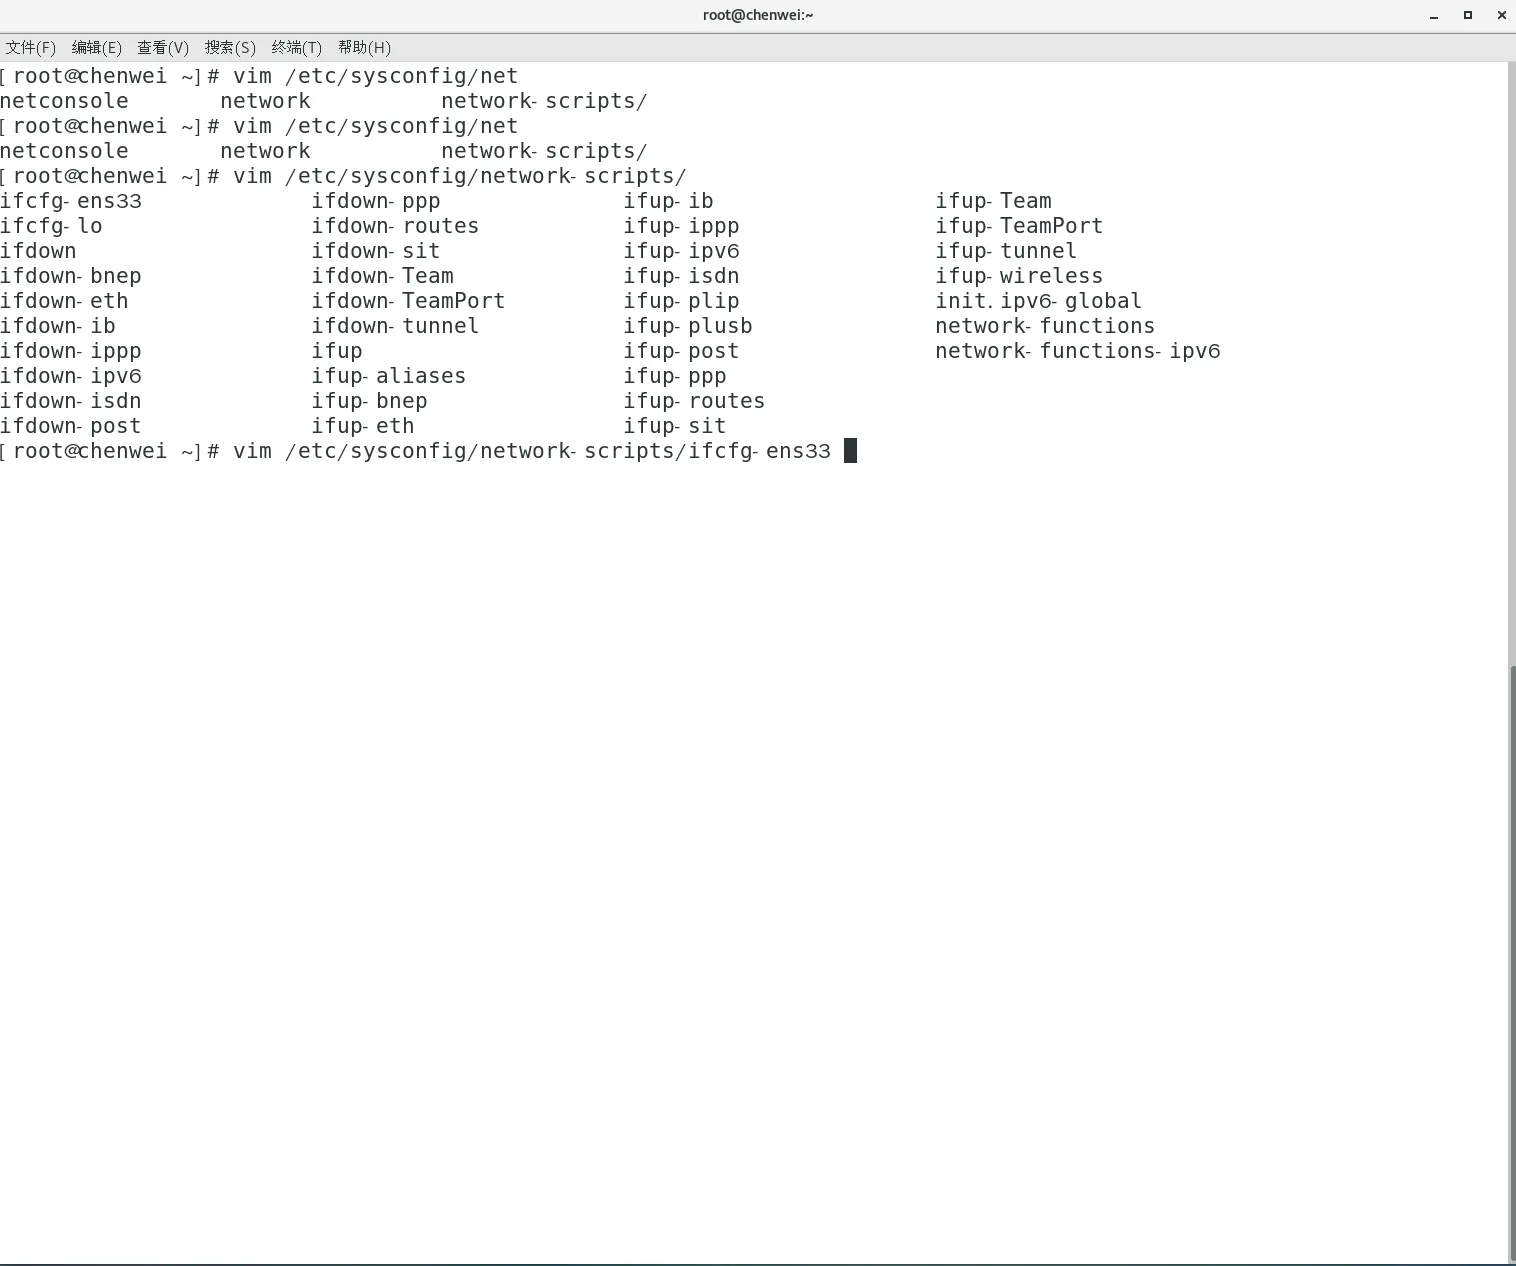 root@chenwei:~
文件(F) 编辑(E) 查看(V) 搜索(S) 终端(T) 帮助(H)
[root@chenwei ~]# vim /etc/sysconfig/net
netconsole network network-scripts/
[root@chenwei ~]# vim /etc/sysconfig/net
netconsole network network-scripts/
[root@chenwei ~]# vim /etc/sysconfig/network-scripts/
ifcfg-ens33 ifdown-ppp ifup-ib ifup-Team
ifcfg-lo ifdown-routes ifup-ippp ifup-TeamPort
ifdown ifdown-sit ifup-ipv6 ifup-tunnel
ifdown-bnep ifdown-Team ifup-isdn ifup-wireless
ifdown-eth ifdown-TeamPort ifup-plip init.ipv6-global
ifdown-ib ifdown-tunnel ifup-plusb network-functions
ifdown-ippp ifup ifup-post network-functions-ipv6
ifdown-ipv6 ifup-aliases ifup-ppp
ifdown-isdn ifup-bnep ifup-routes
ifdown-post ifup-eth ifup-sit
[root@chenwei ~]# vim /etc/sysconfig/network-scripts/ifcfg-ens33